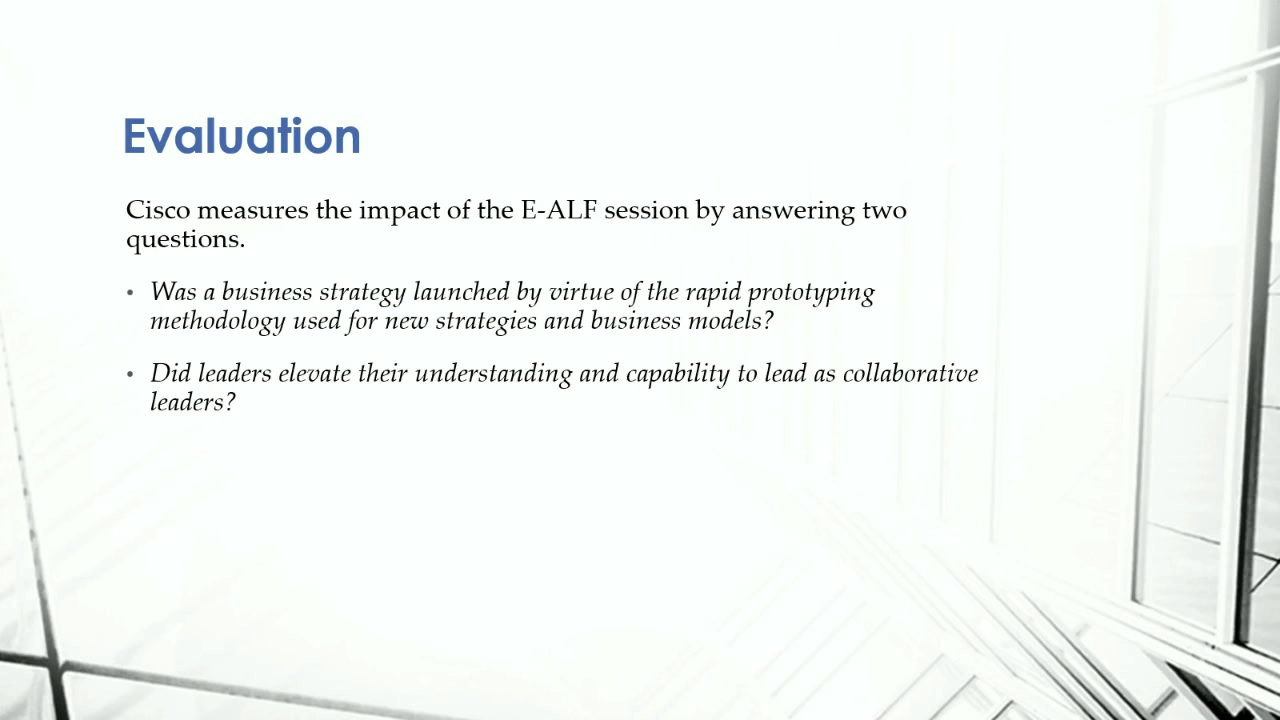 Evaluation
Cisco measures the impact of the E-ALF session by answering two
questions.
• Was a business strategy launched by virtue of the rapid prototyping
methodology used for new strategies and business models?
• Did leaders elevate their understanding and capability to lead as collaborative
leaders?